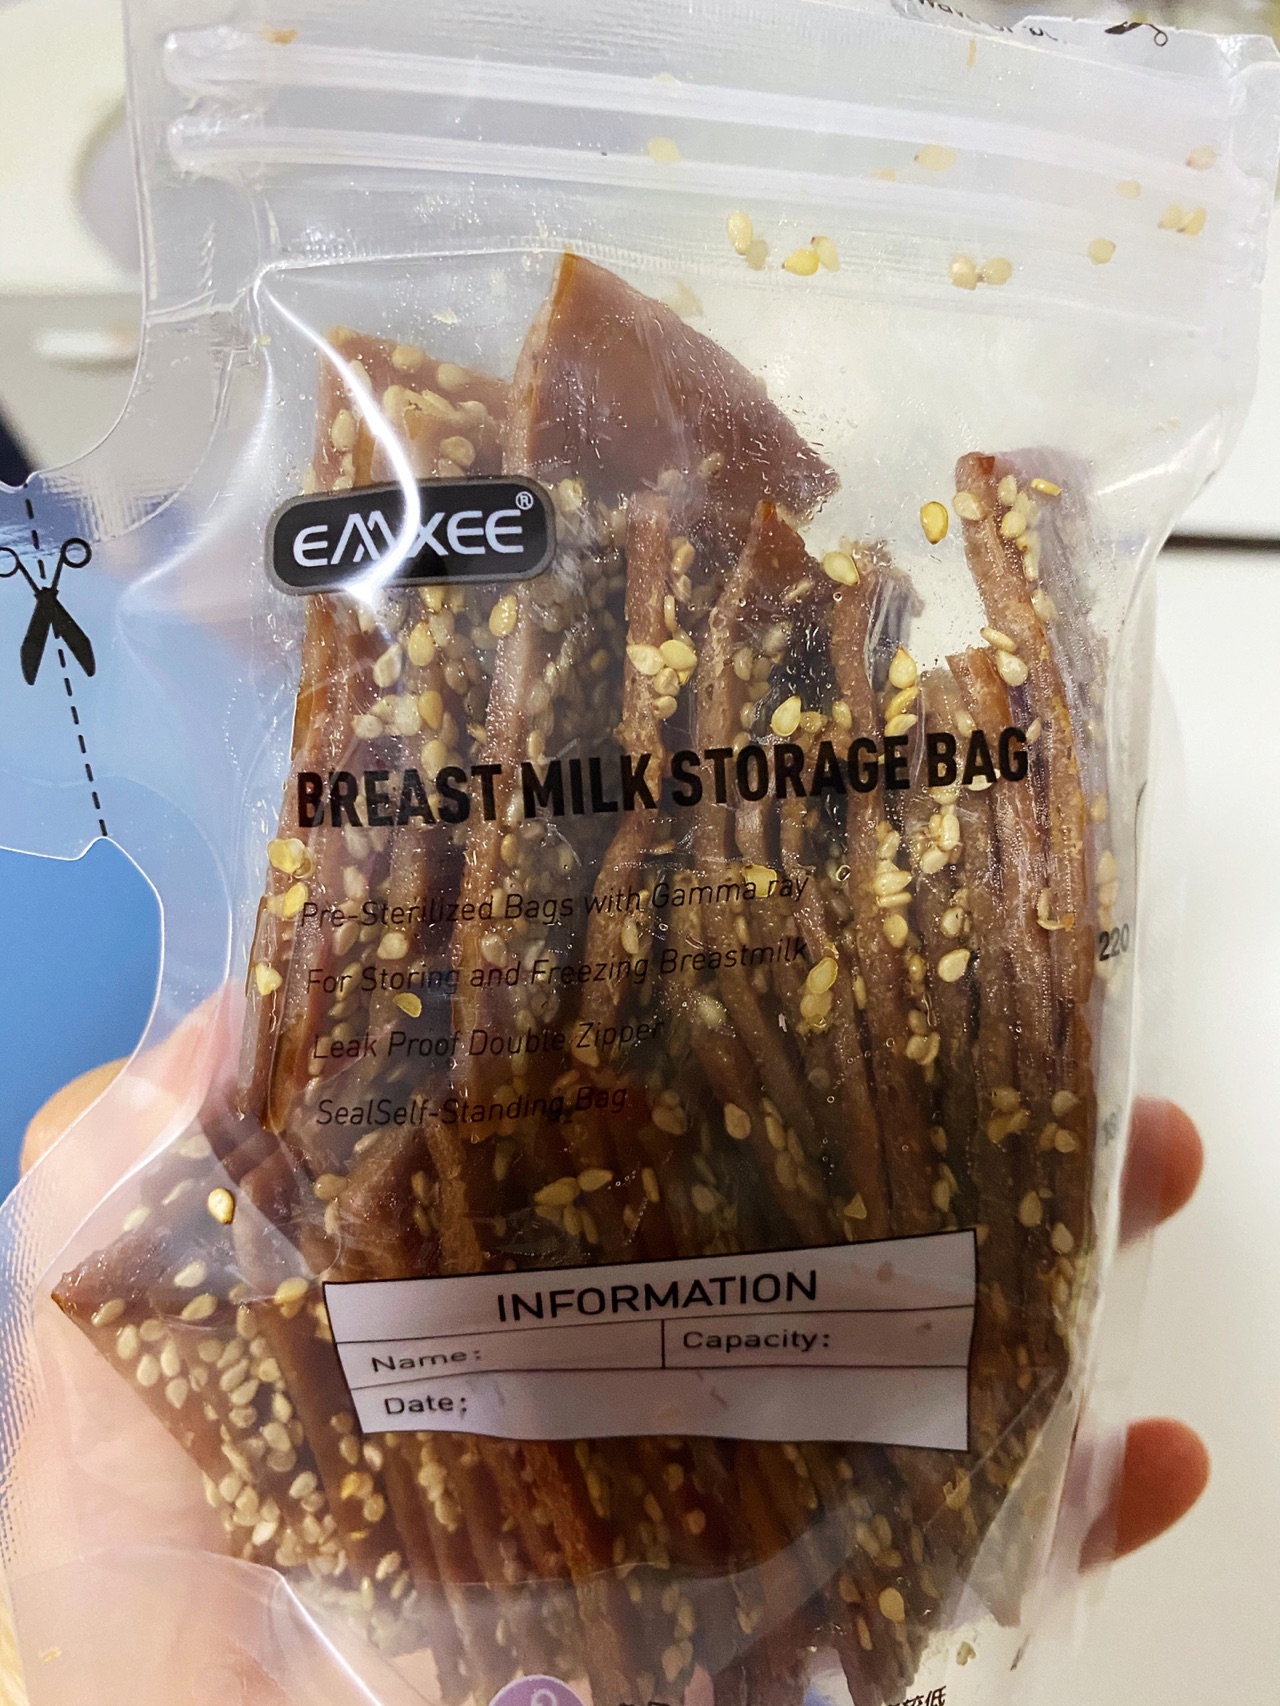 EMXEE®
BREAST MILK STORAGE BAG
Pre-Sterilized Bags with Gamma ray
For Storing and Freezing Breastmilk
Leak Proof Double Zipper
SealSelf-Standing Bag
220
180
INFORMATION
Name:
Capacity:
Date: